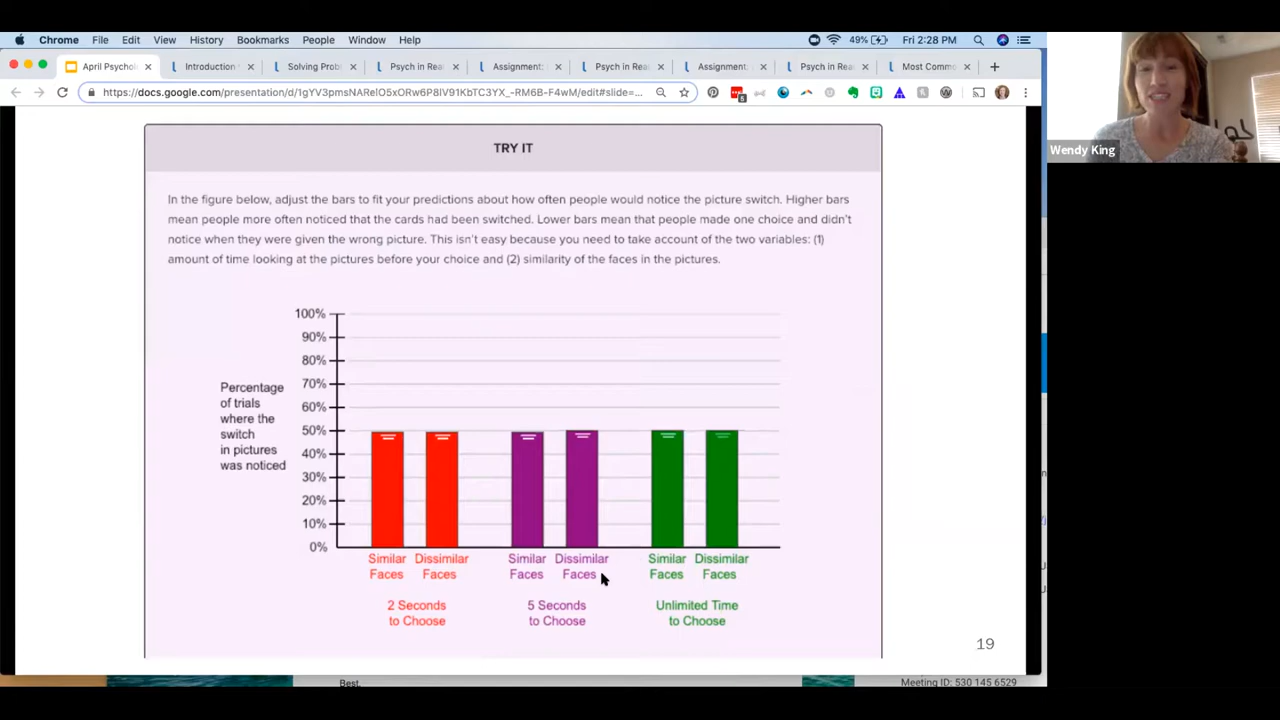 Chrome File Edit View History Bookmarks People Window Help 49% Fri 2:28 PM
April Psychol Introduction Solving Prob Psych in Rea Assignment: Psych in Rea Assignment: Psych in Rea Most Commo
https://docs.google.com/presentation/d/1gYV3pmsNARelO5xORw6P8lV91KbTC3YX_-RM6B-F4wM/edit#slide=...
Wendy King
TRY IT
In the figure below, adjust the bars to fit your predictions about how often people would notice the picture switch. Higher bars
mean people more often noticed that the cards had been switched. Lower bars mean that people made one choice and didn't
notice when they were given the wrong picture. This isn't easy because you need to take account of the two variables: (1)
amount of time looking at the pictures before your choice and (2) similarity of the faces in the pictures.
100%
90%
80%
70%
60%
50%
40%
30%
20%
10%
0%
Percentage
of trials
where the
switch
in pictures
was noticed
Similar Dissimilar Similar Dissimilar Similar Dissimilar
Faces Faces Faces Faces Faces Faces
2 Seconds 5 Seconds Unlimited Time
to Choose to Choose to Choose
19
Best,
Meeting ID: 530 145 6529